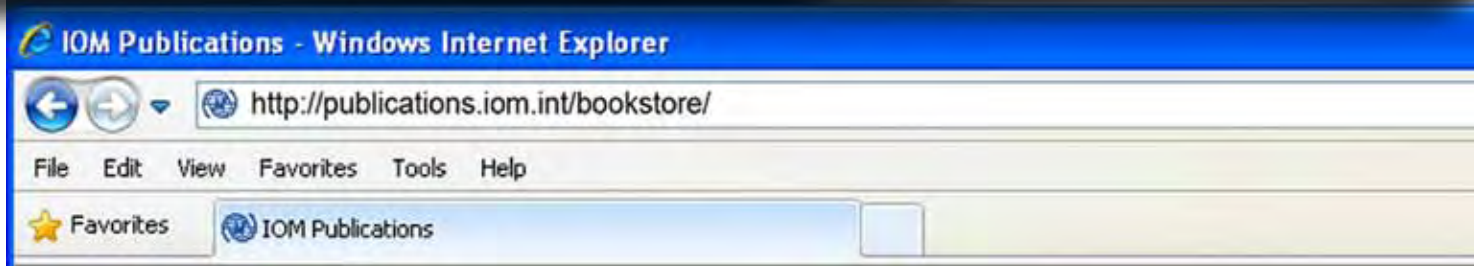 IOM Publications - Windows Internet Explorer
http://publications.iom.int/bookstore/
File Edit View Favorites Tools Help
Favorites IOM Publications